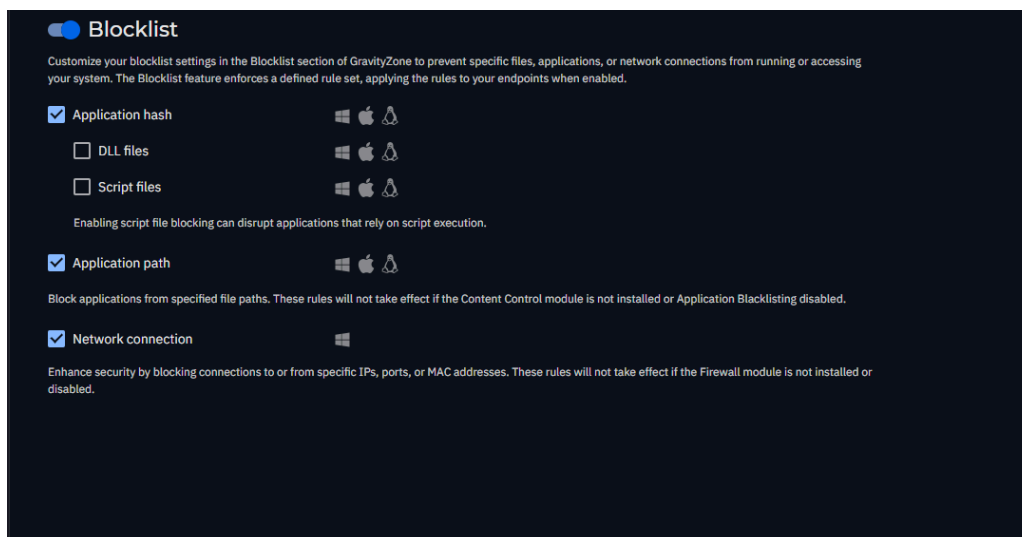 Blocklist
Customize your blocklist settings in the Blocklist section of GravityZone to prevent specific files, applications, or network connections from running or accessing
your system. The Blocklist feature enforces a defined rule set, applying the rules to your endpoints when enabled.
Application hash
DLL files
Script files
Enabling script file blocking can disrupt applications that rely on script execution.
Application path
Block applications from specified file paths. These rules will not take effect if the Content Control module is not installed or Application Blacklisting disabled.
Network connection
Enhance security by blocking connections to or from specific IPs, ports, or MAC addresses. These rules will not take effect if the Firewall module is not installed or
disabled.